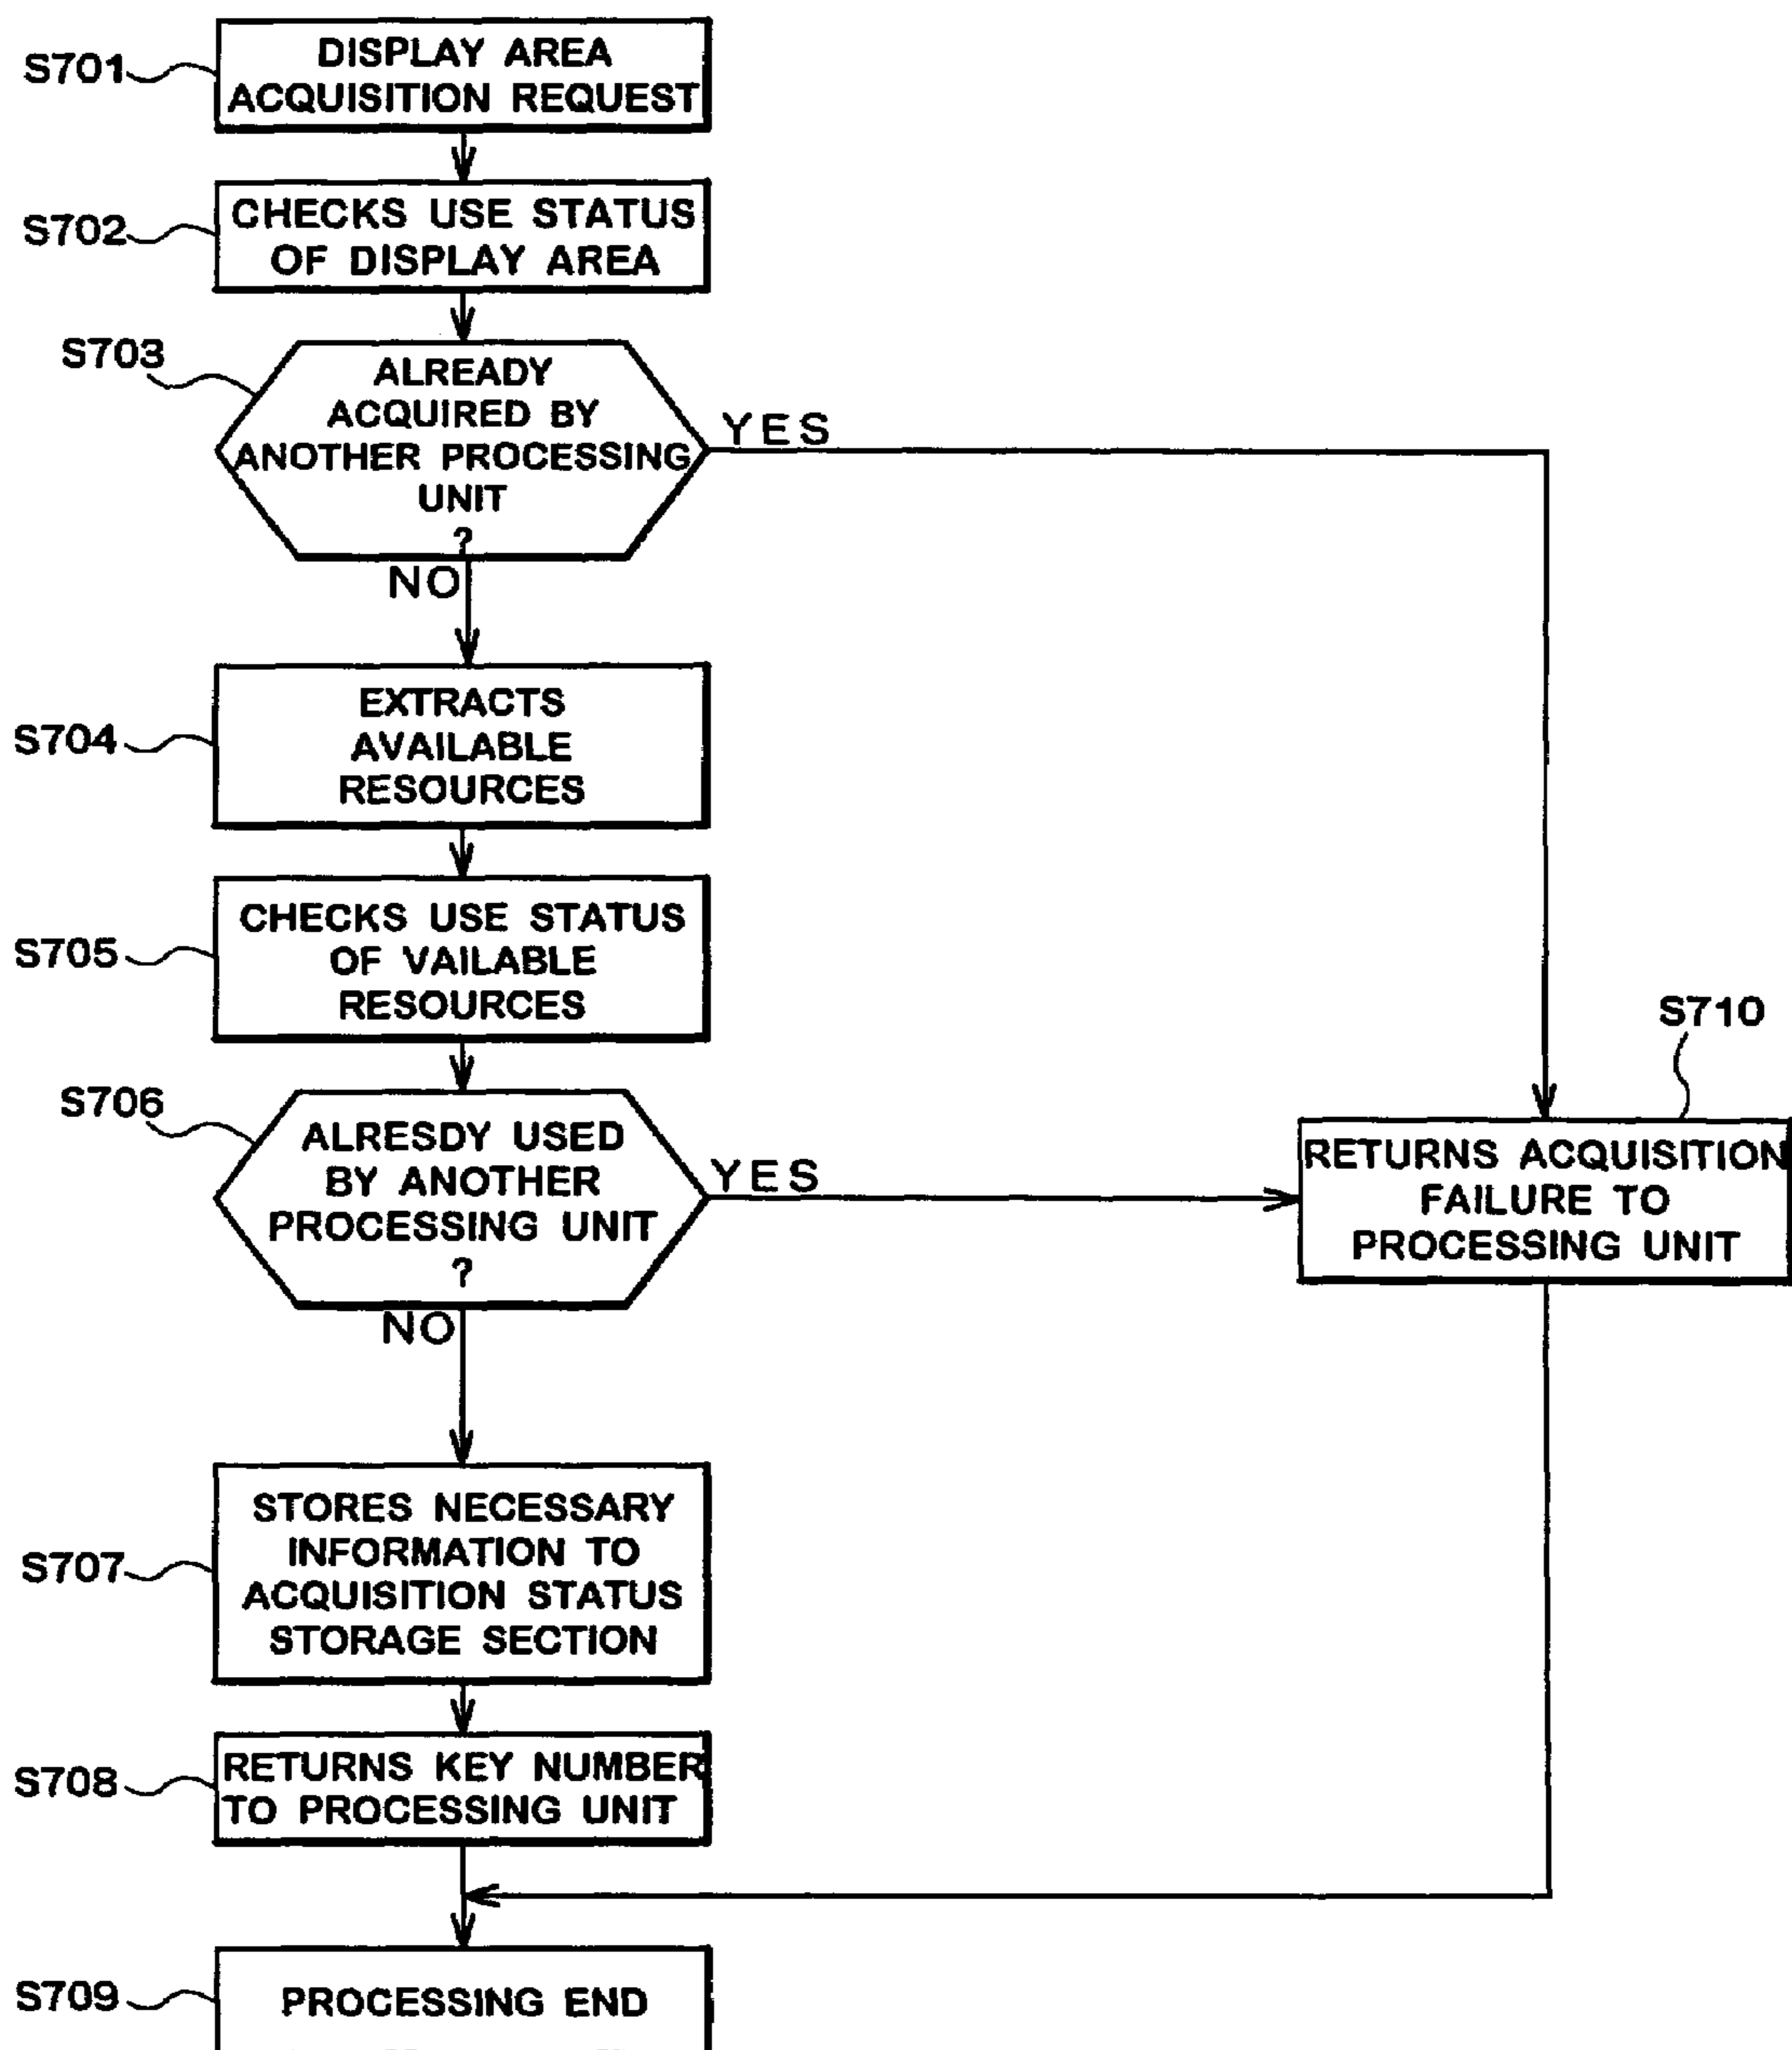 S701
DISPLAY AREA
ACQUISITION REQUEST
S702
CHECKS USE STATUS
OF DISPLAY AREA
S703
ALREADY
ACQUIRED BY
ANOTHER PROCESSING
UNIT
?
YES
NO
S704
EXTRACTS
AVAILABLE
RESOURCES
S705
CHECKS USE STATUS
OF VAILABLE
RESOURCES
S706
ALRESDY USED
BY ANOTHER
PROCESSING UNIT
?
YES
NO
S710
RETURNS ACQUISITION
FAILURE TO
PROCESSING UNIT
S707
STORES NECESSARY
INFORMATION TO
ACQUISITION STATUS
STORAGE SECTION
S708
RETURNS KEY NUMBER
TO PROCESSING UNIT
S709
PROCESSING END